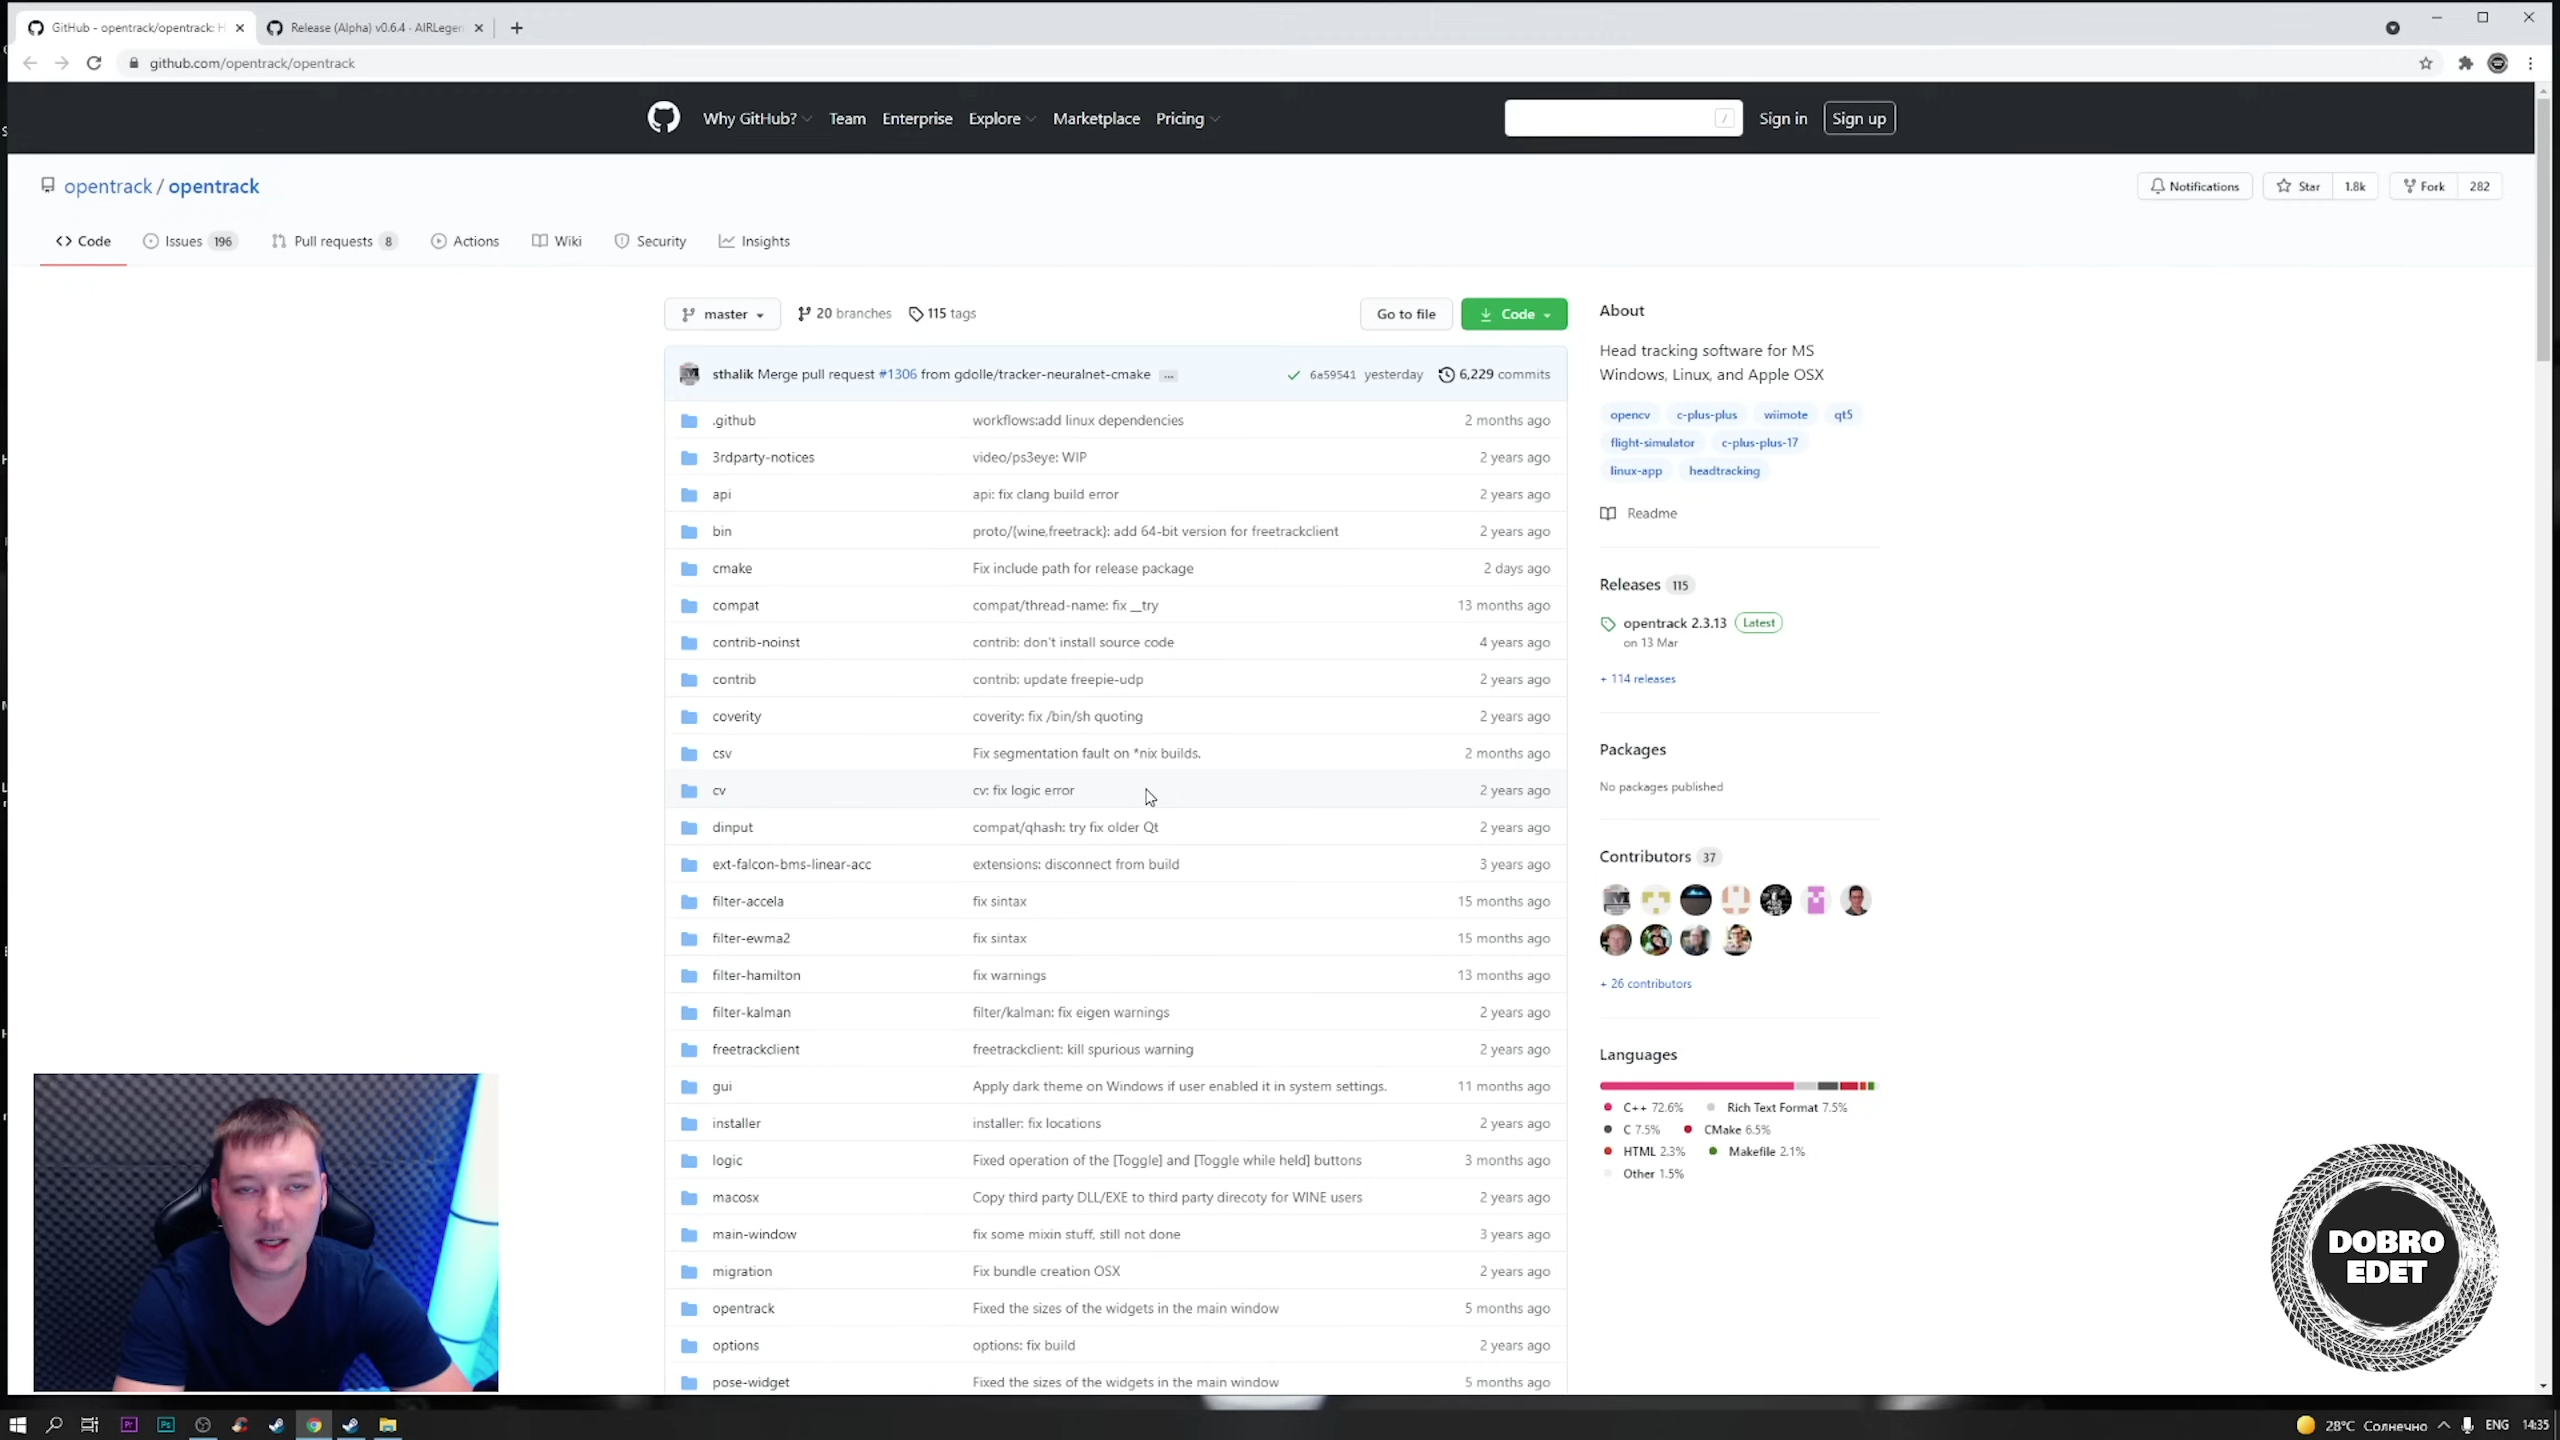 GitHub - opentrack/opentrack: H
Release (Alpha) v0.6.4 · AIRLegen
github.com/opentrack/opentrack
Why GitHub? Team Enterprise Explore Marketplace Pricing
/
Sign in Sign up
opentrack / opentrack
Notifications Star 1.8k Fork 282
Code Issues 196 Pull requests 8 Actions Wiki Security Insights
master 20 branches 115 tags
Go to file Code
sthalik Merge pull request #1306 from gdolle/tracker-neuralnet-cmake ... 6a59541 yesterday 6,229 commits
.github workflows:add linux dependencies 2 months ago
3rdparty-notices video/ps3eye: WIP 2 years ago
api api: fix clang build error 2 years ago
bin proto/{wine,freetrack}: add 64-bit version for freetrackclient 2 years ago
cmake Fix include path for release package 2 days ago
compat compat/thread-name: fix __try 13 months ago
contrib-noinst contrib: don't install source code 4 years ago
contrib contrib: update freepie-udp 2 years ago
coverity coverity: fix /bin/sh quoting 2 years ago
csv Fix segmentation fault on *nix builds. 2 months ago
cv cv: fix logic error 2 years ago
dinput compat/qhash: try fix older Qt 2 years ago
ext-falcon-bms-linear-acc extensions: disconnect from build 3 years ago
filter-accela fix sintax 15 months ago
filter-ewma2 fix sintax 15 months ago
filter-hamilton fix warnings 13 months ago
filter-kalman filter/kalman: fix eigen warnings 2 years ago
freetrackclient freetrackclient: kill spurious warning 2 years ago
gui Apply dark theme on Windows if user enabled it in system settings. 11 months ago
installer installer: fix locations 2 years ago
logic Fixed operation of the [Toggle] and [Toggle while held] buttons 3 months ago
macosx Copy third party DLL/EXE to third party direcoty for WINE users 2 years ago
main-window fix some mixin stuff, still not done 3 years ago
migration Fix bundle creation OSX 2 years ago
opentrack Fixed the sizes of the widgets in the main window 5 months ago
options options: fix build 2 years ago
pose-widget Fixed the sizes of the widgets in the main window 5 months ago
About
Head tracking software for MS
Windows, Linux, and Apple OSX
opencv c-plus-plus wiimote qt5
flight-simulator c-plus-plus-17
linux-app headtracking
Readme
Releases 115
opentrack 2.3.13 Latest
on 13 Mar
+ 114 releases
Packages
No packages published
Contributors 37
+ 26 contributors
Languages
C++ 72.6% Rich Text Format 7.5%
C 7.5% CMake 6.5%
HTML 2.3% Makefile 2.1%
Other 1.5%
DOBRO
EDET
Pr Ps
28°C Солнечно ENG 14:35